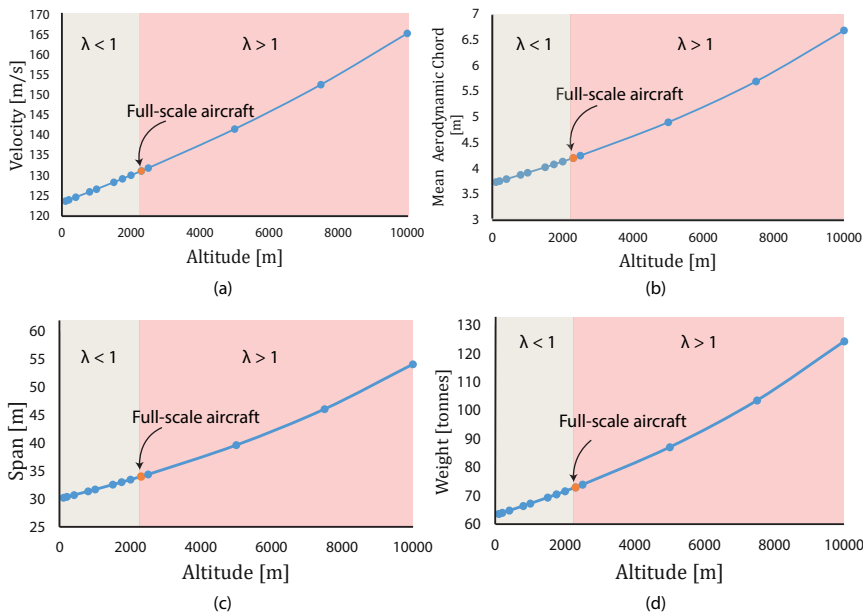 170
165
160
155
150
145
140
135
130
125
120
Velocity [m/s]
λ < 1
λ > 1
Full-scale aircraft
0
2000
4000
6000
8000
10000
Altitude [m]
(a)
7
6.5
6
5.5
5
4.5
4
3.5
3
Mean Aerodynamic Chord
[m]
λ < 1
λ > 1
Full-scale aircraft
0
2000
4000
6000
8000
10000
Altitude [m]
(b)
60
55
50
45
40
35
30
25
Span [m]
λ < 1
λ > 1
Full-scale aircraft
0
2000
4000
6000
8000
10000
Altitude [m]
(c)
130
120
110
100
90
80
70
60
Weight [tonnes]
λ < 1
λ > 1
Full-scale aircraft
0
2000
4000
6000
8000
10000
Altitude [m]
(d)